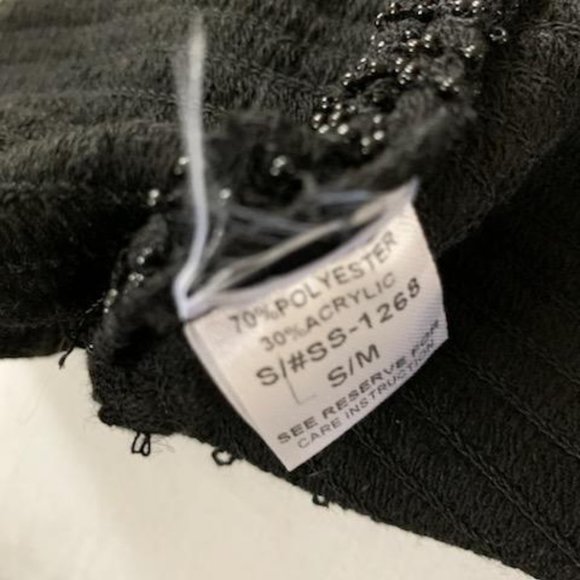 70%POLYESTER
30%ACRYLIC
S/#SS-1268
S/M
SEE RESERVE FOR
CARE INSTRUCTION